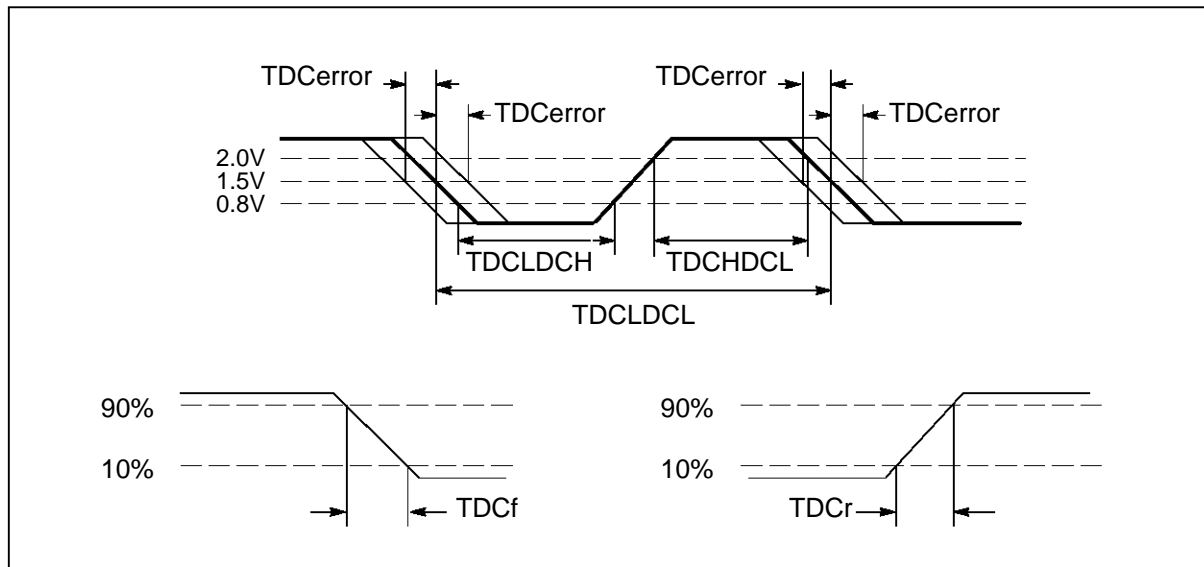 TDCerror
TDCerror
TDCerror
TDCerror
2.0V
1.5V
0.8V
TDCLDCH
TDCHDCL
TDCLDCL
90%
10%
TDCf
90%
10%
TDCr